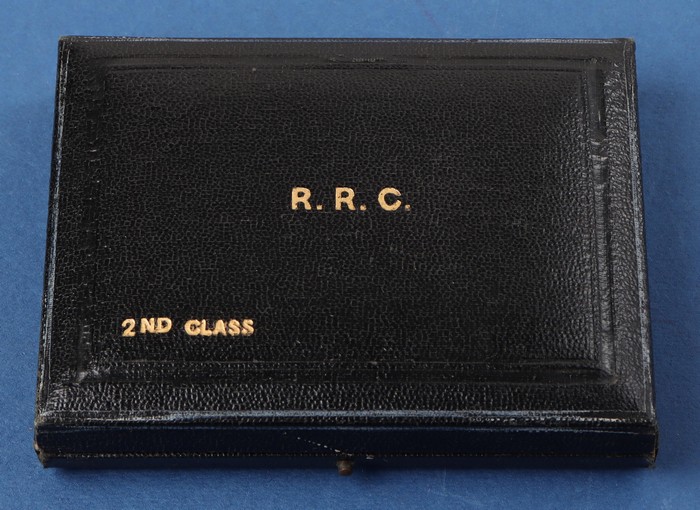 R. R. C.
2ND CLASS